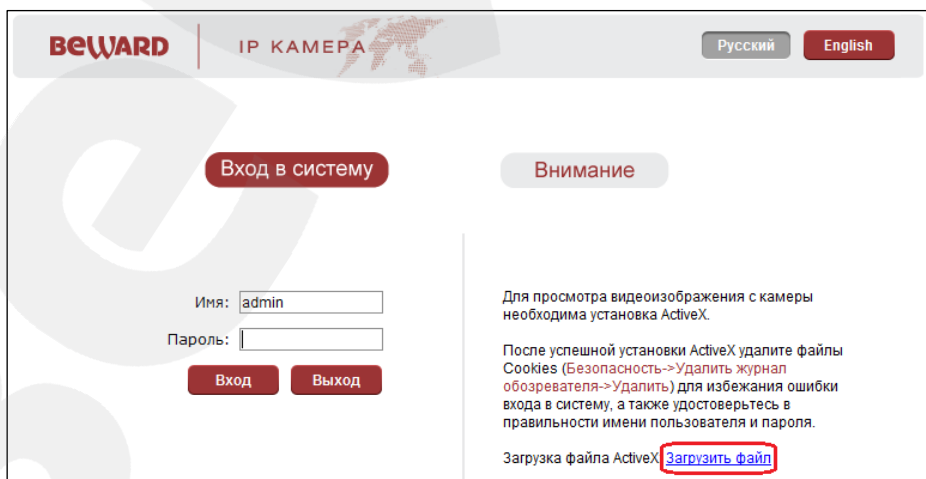 BEWARD
IP КАМЕРА
Русский
English
Вход в систему
Внимание
Имя: admin
Пароль:
Вход
Выход
Для просмотра видеоизображения с камеры
необходима установка ActiveX.
После успешной установки ActiveX удалите файлы
Cookies (Безопасность->Удалить журнал
обозревателя->Удалить) для избежания ошибки
входа в систему, а также удостоверьтесь в
правильности имени пользователя и пароля.
Загрузка файла ActiveX Загрузить файл